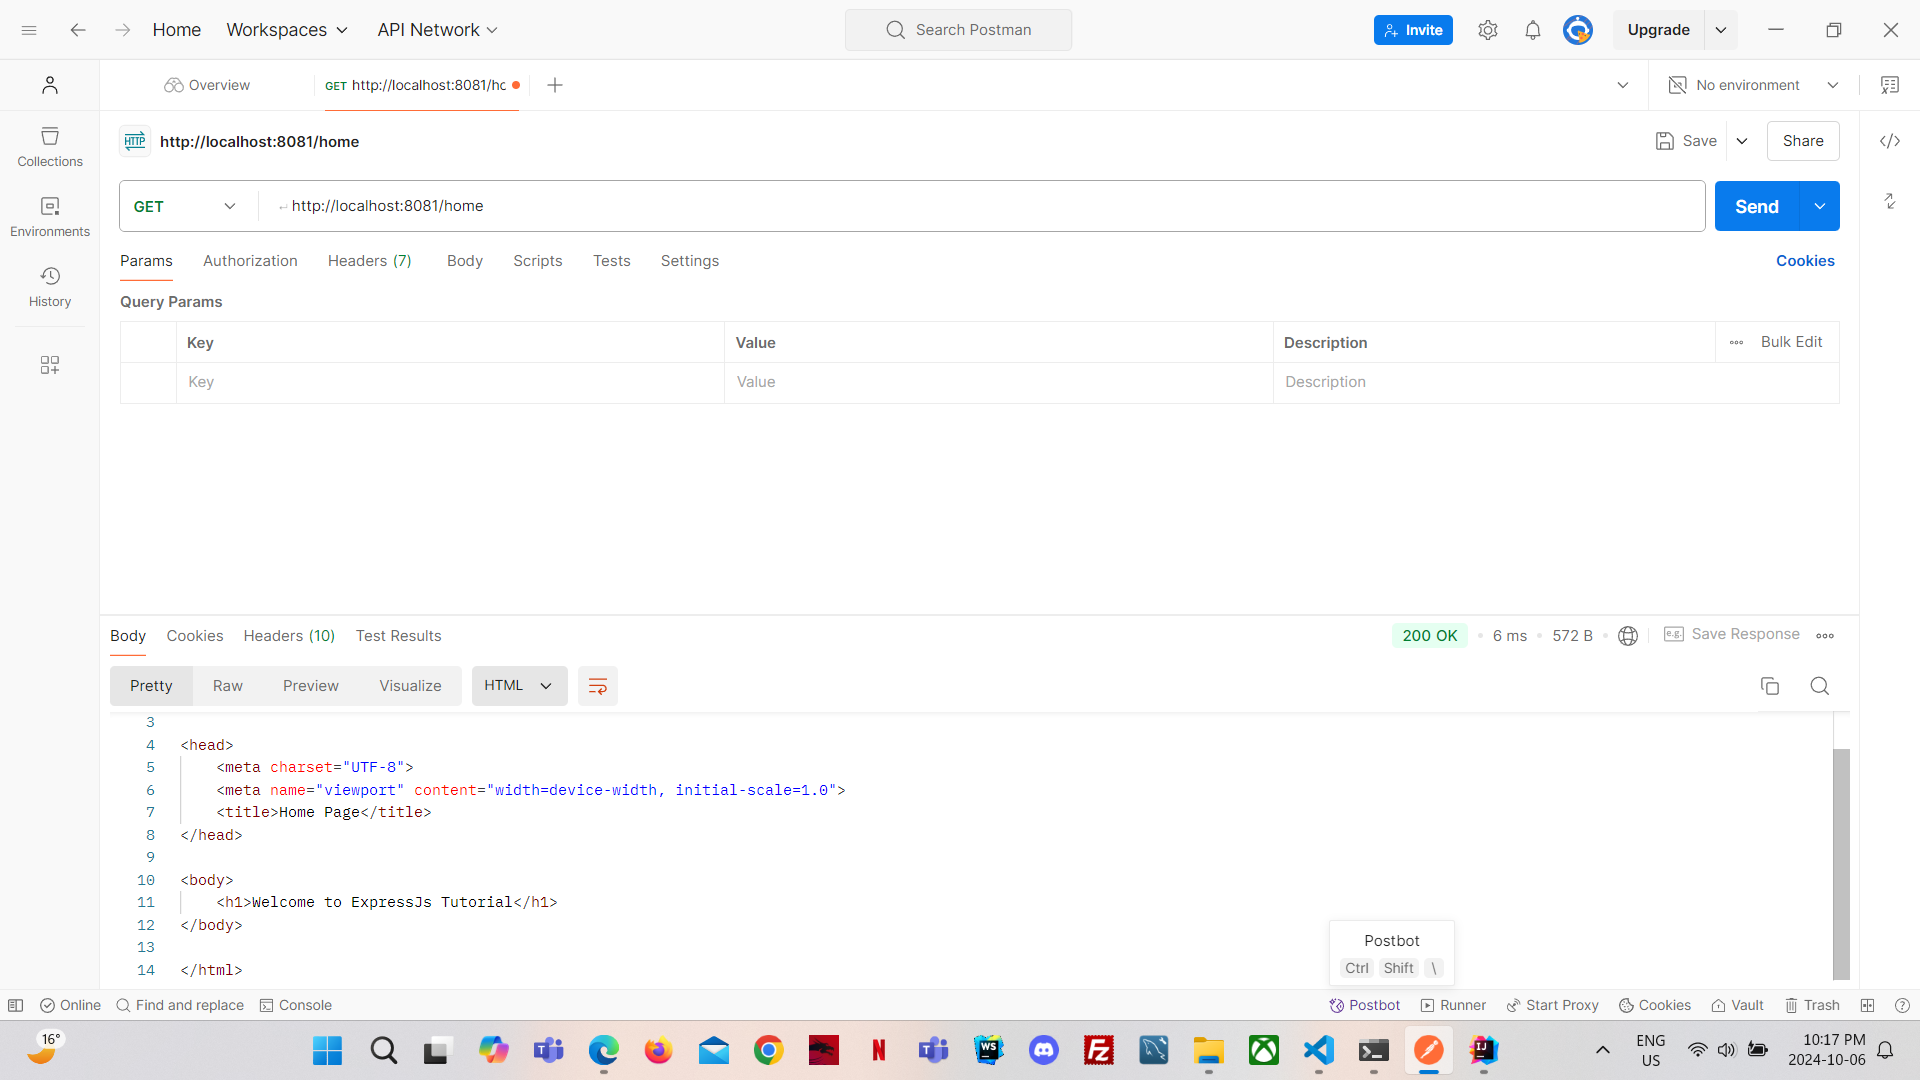 Home Workspaces API Network Search Postman Invite Upgrade
Overview GET http://localhost:8081/hc No environment
HTTP http://localhost:8081/home Save Share
Collections
GET http://localhost:8081/home Send
Environments
Params Authorization Headers (7) Body Scripts Tests Settings Cookies
History
Query Params
Key Value Description Bulk Edit
Key Value Description
Body Cookies Headers (10) Test Results 200 OK 6 ms 572 B e.g. Save Response
Pretty Raw Preview Visualize HTML
3
4 <head>
5 <meta charset="UTF-8">
6 <meta name="viewport" content="width=device-width, initial-scale=1.0">
7 <title>Home Page</title>
8 </head>
9
10 <body>
11 <h1>Welcome to ExpressJs Tutorial</h1>
12 </body>
13
14 </html>
Postbot
Ctrl Shift \
Online Find and replace Console Postbot Runner Start Proxy Cookies Vault Trash
16° WS N FZ IJ ENG 10:17 PM
US 2024-10-06